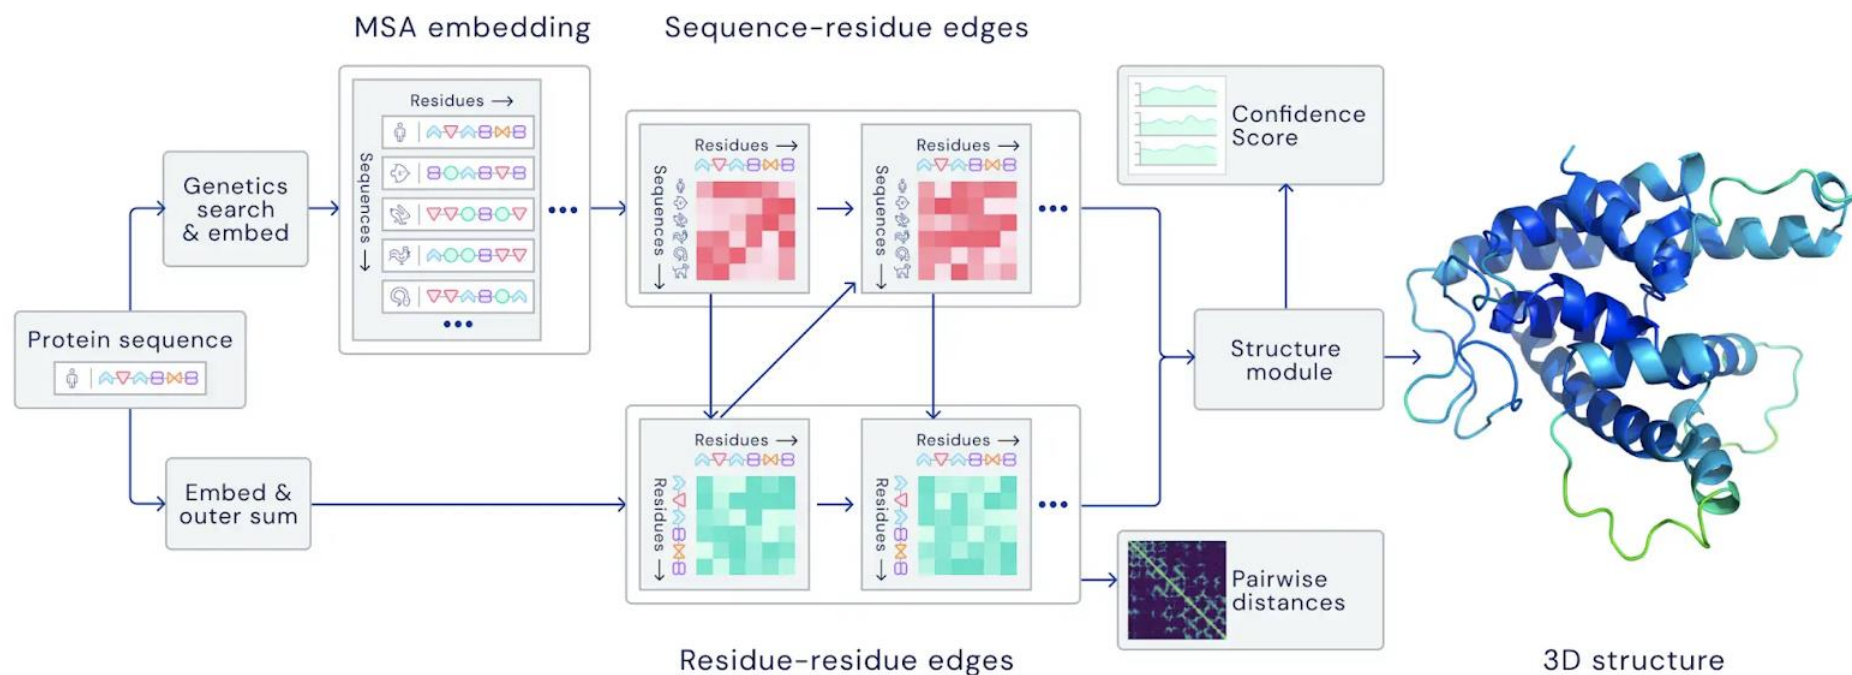 MSA embedding
Sequence-residue edges
Residues
Sequences
Genetics
search
& embed
Protein sequence
Embed &
outer sum
Residues
Sequences
Residues
Sequences
Residues
Residues
Residues
Residues
Confidence
Score
Structure
module
Pairwise
distances
Residue-residue edges
3D structure